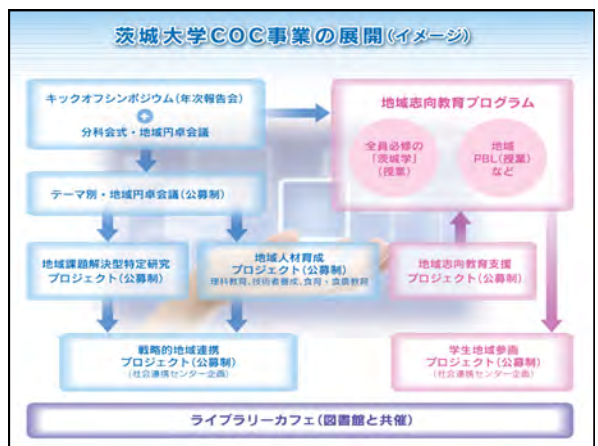 茨城大学COC事業の展開(イメージ)
キックオフシンポジウム(年次報告会)
分科会式・地域円卓会議
テーマ別・地域円卓会議(公募制)
地域課題解決型特定研究
プロジェクト(公募制)
地域人材育成
プロジェクト(公募制)
理科教育、技術者養成、食育・食農教育
戦略的地域連携
プロジェクト(公募制)
(社会連携センター企画)
地域志向教育プログラム
全員必修の
「茨城学」
(授業)
地域
PBL(授業)
など
地域志向教育支援
プロジェクト(公募制)
学生地域参画
プロジェクト(公募制)
(社会連携センター企画)
ライブラリーカフェ(図書館と共催)